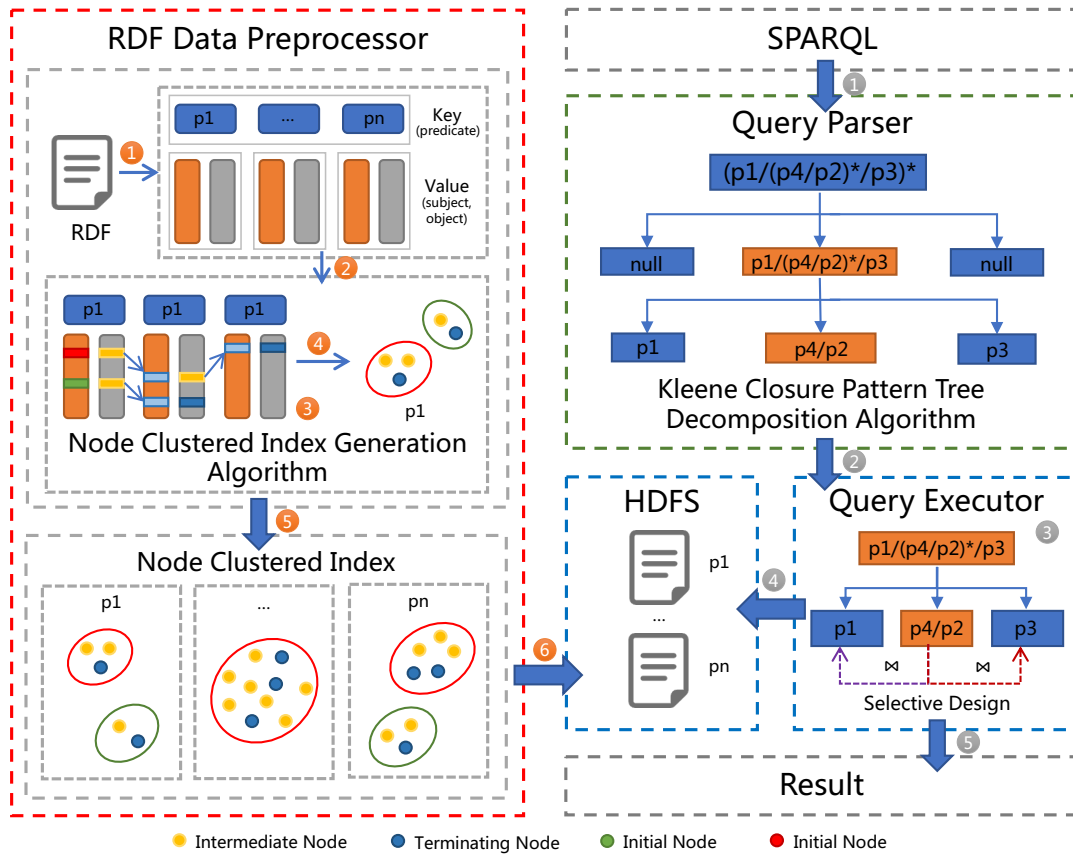 RDF Data Preprocessor
RDF
1
p1
...
pn
Key
(predicate)
Value
(subject,
object)
2
p1
p1
p1
4
3
p1
Node Clustered Index Generation
Algorithm
5
Node Clustered Index
p1
...
pn
6
SPARQL
1
Query Parser
(p1/(p4/p2)*/p3)*
null
p1/(p4/p2)*/p3
null
p1
p4/p2
p3
Kleene Closure Pattern Tree
Decomposition Algorithm
2
HDFS
p1
...
pn
4
Query Executor
3
p1/(p4/p2)*/p3
p1
p4/p2
p3
⋈
⋈
Selective Design
5
Result
Intermediate Node
Terminating Node
Initial Node
Initial Node